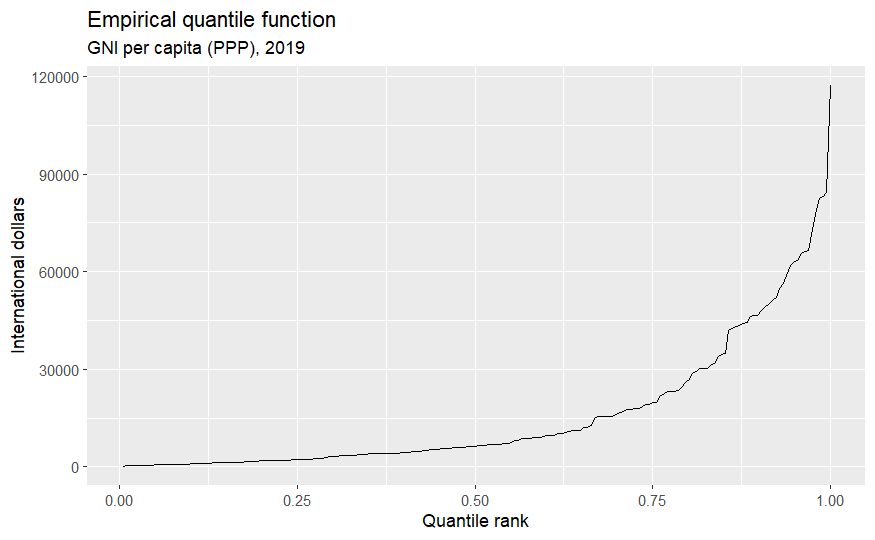 Empirical quantile function
GNI per capita (PPP), 2019
120000
90000
60000
30000
0
International dollars
0.00 0.25 0.50 0.75 1.00
Quantile rank